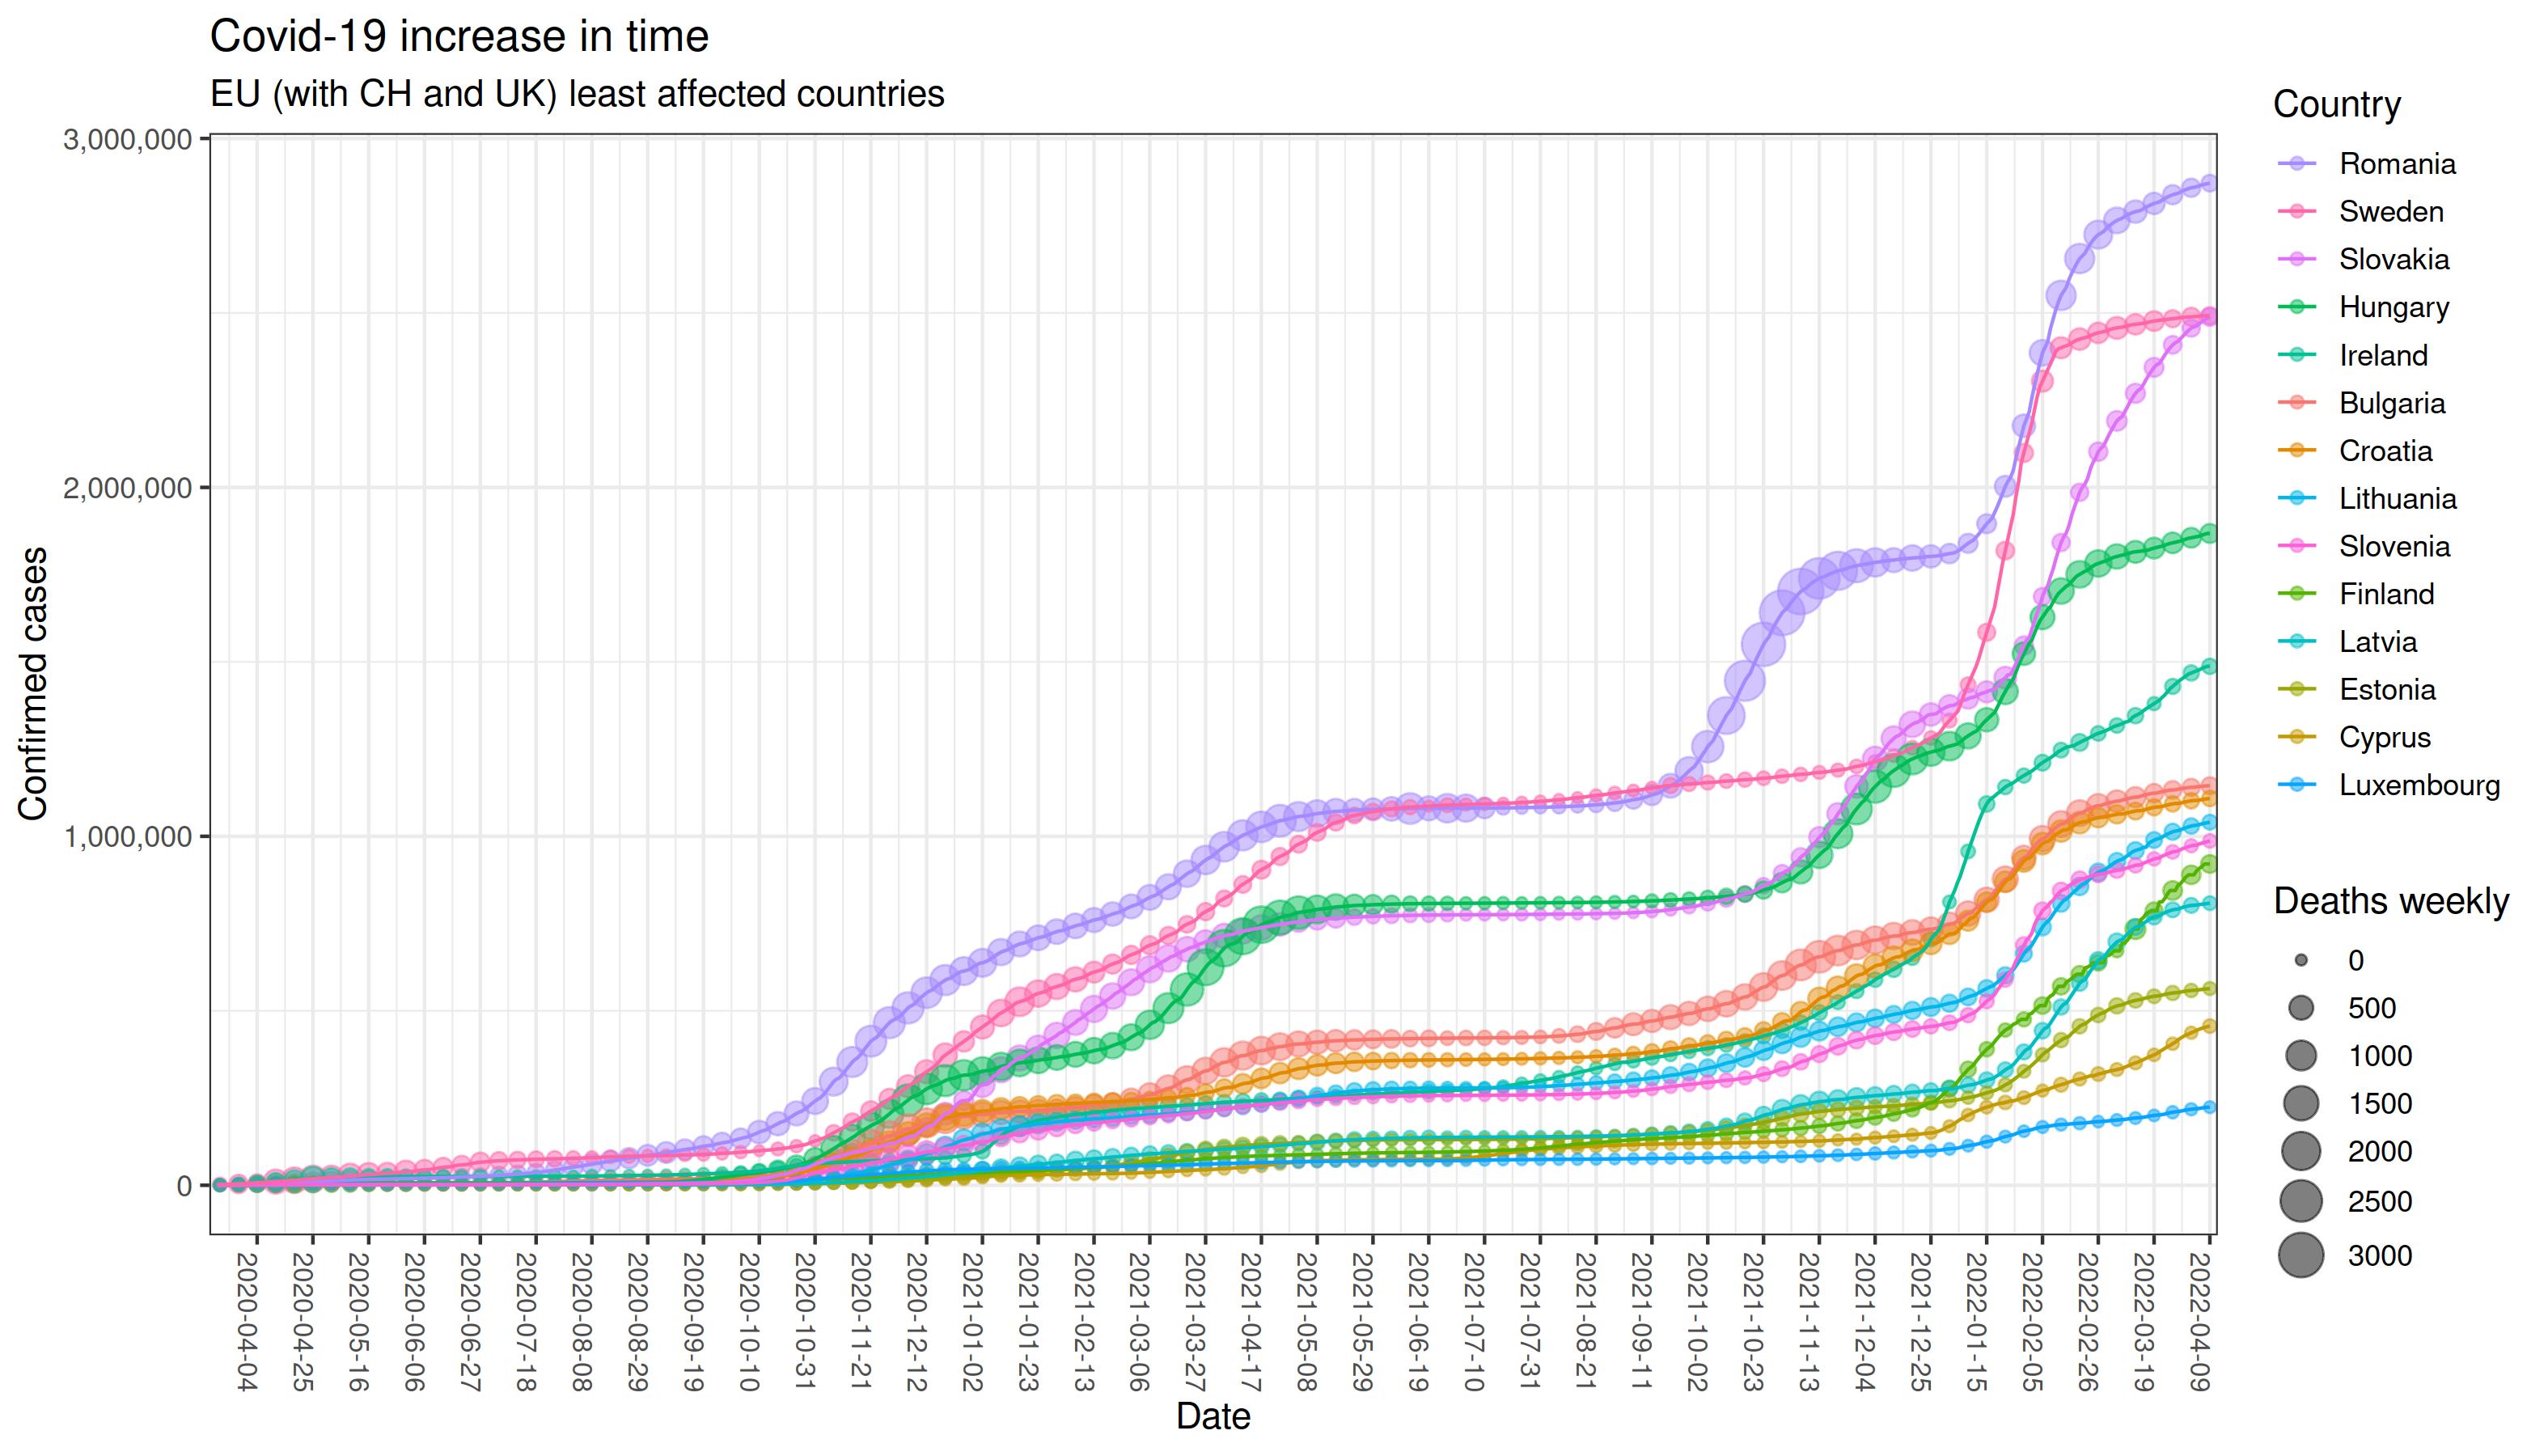 Covid-19 increase in time
EU (with CH and UK) least affected countries
Confirmed cases
3,000,000
2,000,000
1,000,000
0
2020-04-04
2020-04-25
2020-05-16
2020-06-06
2020-06-27
2020-07-18
2020-08-08
2020-08-29
2020-09-19
2020-10-10
2020-10-31
2020-11-21
2020-12-12
2021-01-02
2021-01-23
2021-02-13
2021-03-06
2021-03-27
2021-04-17
2021-05-08
2021-05-29
2021-06-19
2021-07-10
2021-07-31
2021-08-21
2021-09-11
2021-10-02
2021-10-23
2021-11-13
2021-12-04
2021-12-25
2022-01-15
2022-02-05
2022-02-26
2022-03-19
2022-04-09
Date
Country
Romania
Sweden
Slovakia
Hungary
Ireland
Bulgaria
Croatia
Lithuania
Slovenia
Finland
Latvia
Estonia
Cyprus
Luxembourg
Deaths weekly
0
500
1000
1500
2000
2500
3000